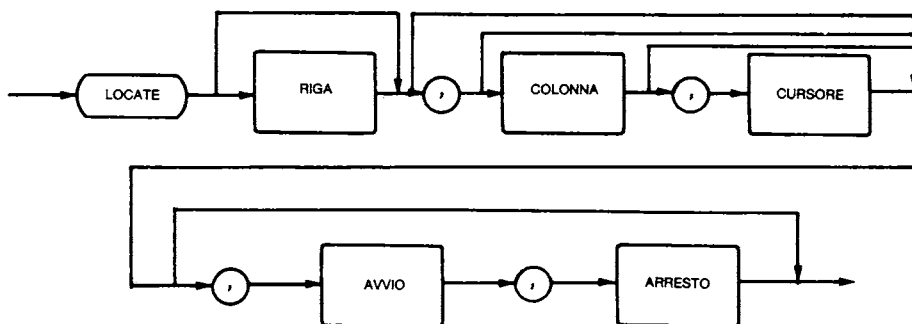 LOCATE RIGA , COLONNA , CURSORE
, AVVIO , ARRESTO